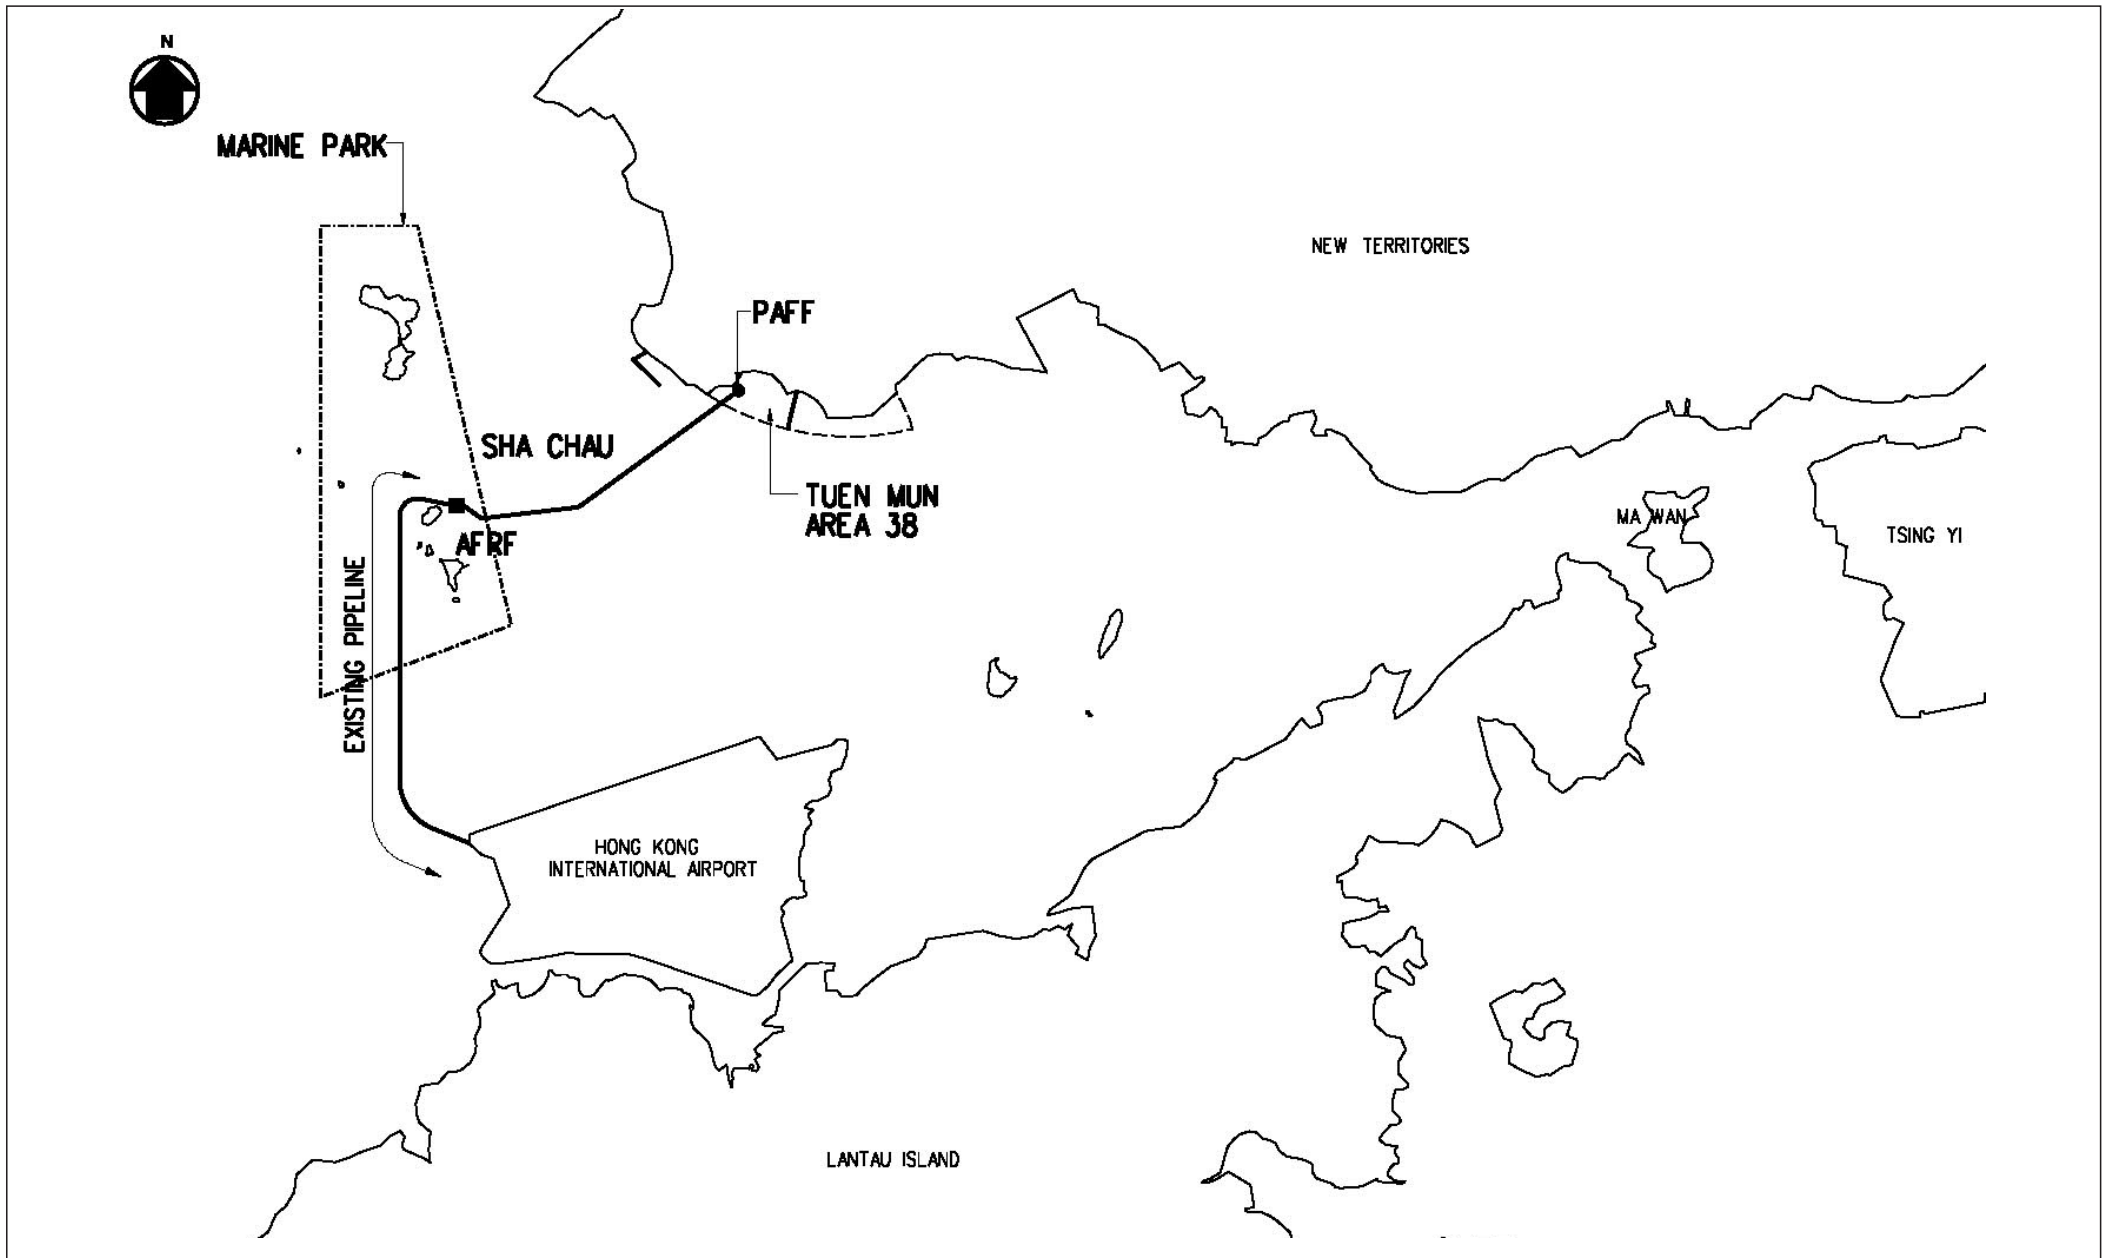 N
MARINE PARK
NEW TERRITORIES
PAFF
SHA CHAU
TUEN MUN
AREA 38
MA WAN
TSING YI
AFRF
EXISTING PIPELINE
HONG KONG
INTERNATIONAL AIRPORT
LANTAU ISLAND